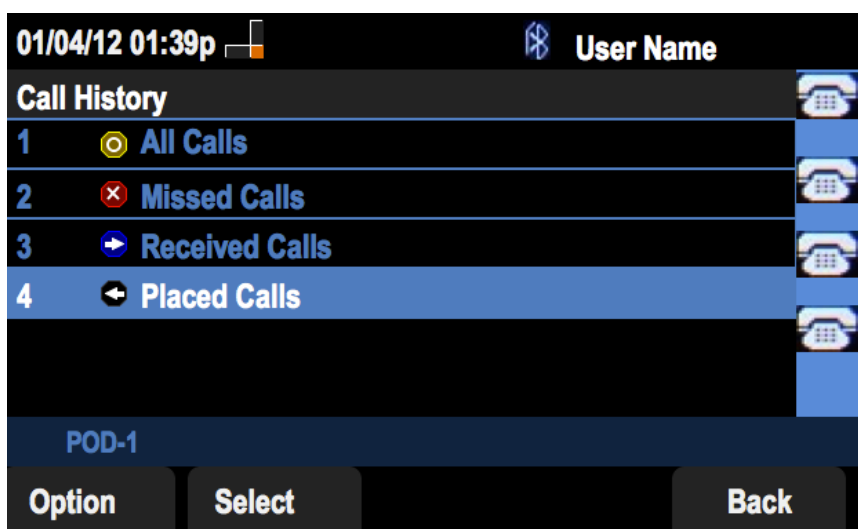 01/04/12 01:39p User Name
Call History
1 All Calls
2 Missed Calls
3 Received Calls
4 Placed Calls
POD-1
Option Select Back